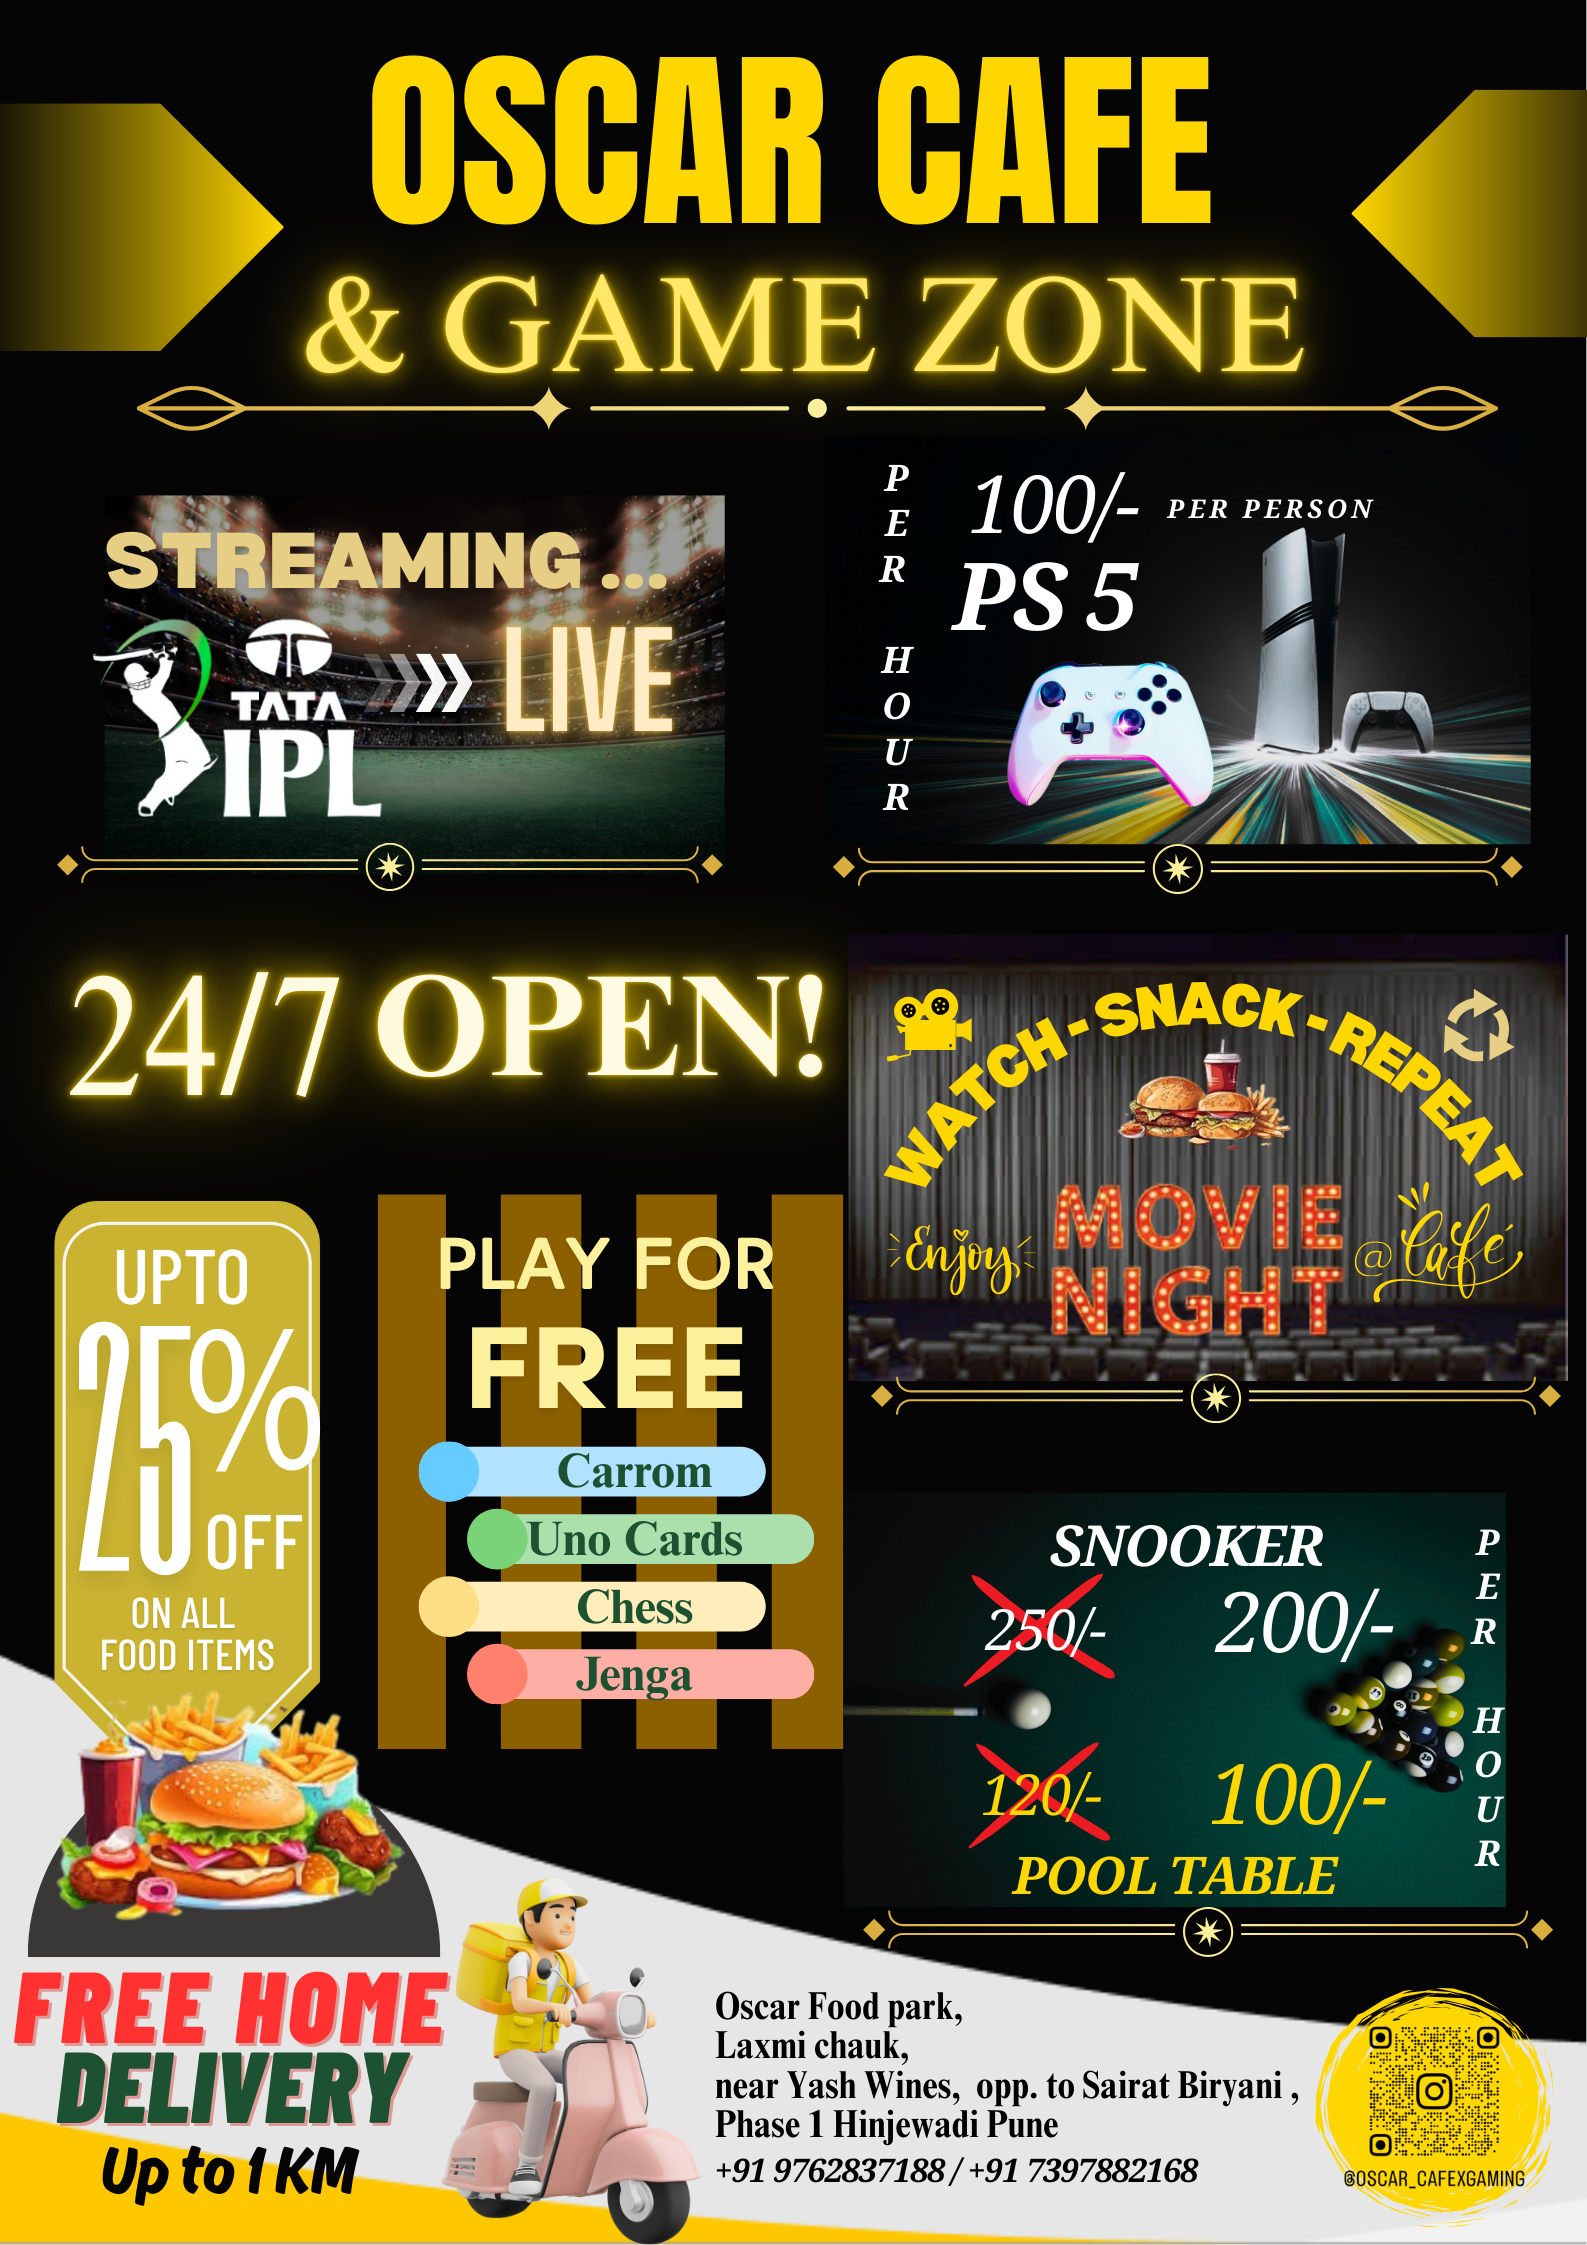 OSCAR CAFE
& GAME ZONE
STREAMING ...
TATA
IPL
LIVE
PER HOUR
100/- PER PERSON
PS 5
24/7 OPEN!
WATCH - SNACK - REPEAT
Enjoy
MOVIE
NIGHT
@ Café
UPTO
25%
OFF
ON ALL
FOOD ITEMS
PLAY FOR
FREE
Carrom
Uno Cards
Chess
Jenga
SNOOKER
250/- 200/-
120/- 100/-
POOL TABLE
PER HOUR
FREE HOME
DELIVERY
Up to 1 KM
Oscar Food park,
Laxmi chauk,
near Yash Wines, opp. to Sairat Biryani ,
Phase 1 Hinjewadi Pune
+91 9762837188 / +91 7397882168
@OSCAR_CAFEXGAMING